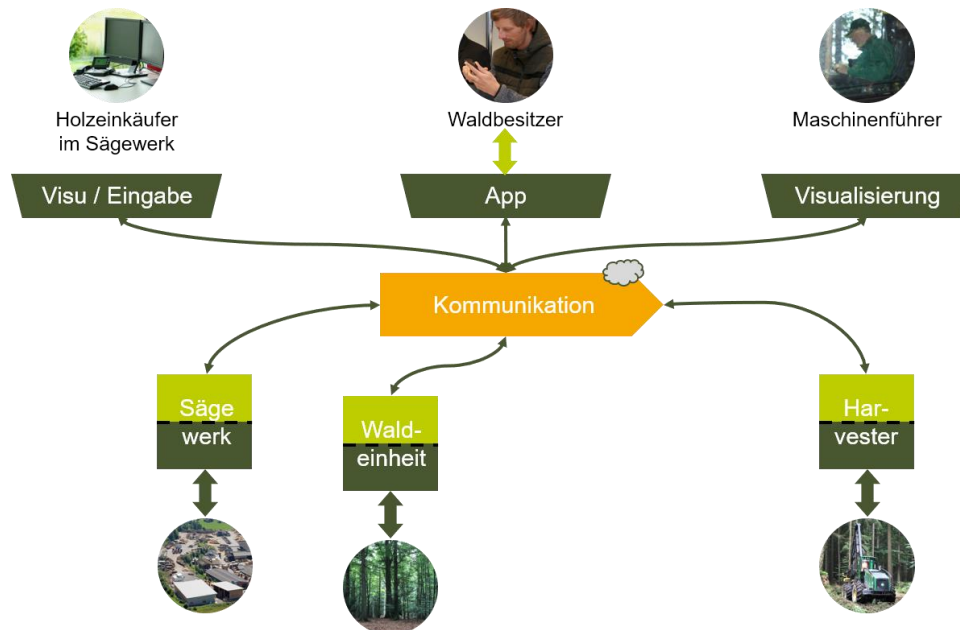 Holzeinkäufer
im Sägewerk
Waldbesitzer
Maschinenführer
Visu / Eingabe
App
Visualisierung
Kommunikation
Säge
werk
Wald-
einheit
Har-
vester